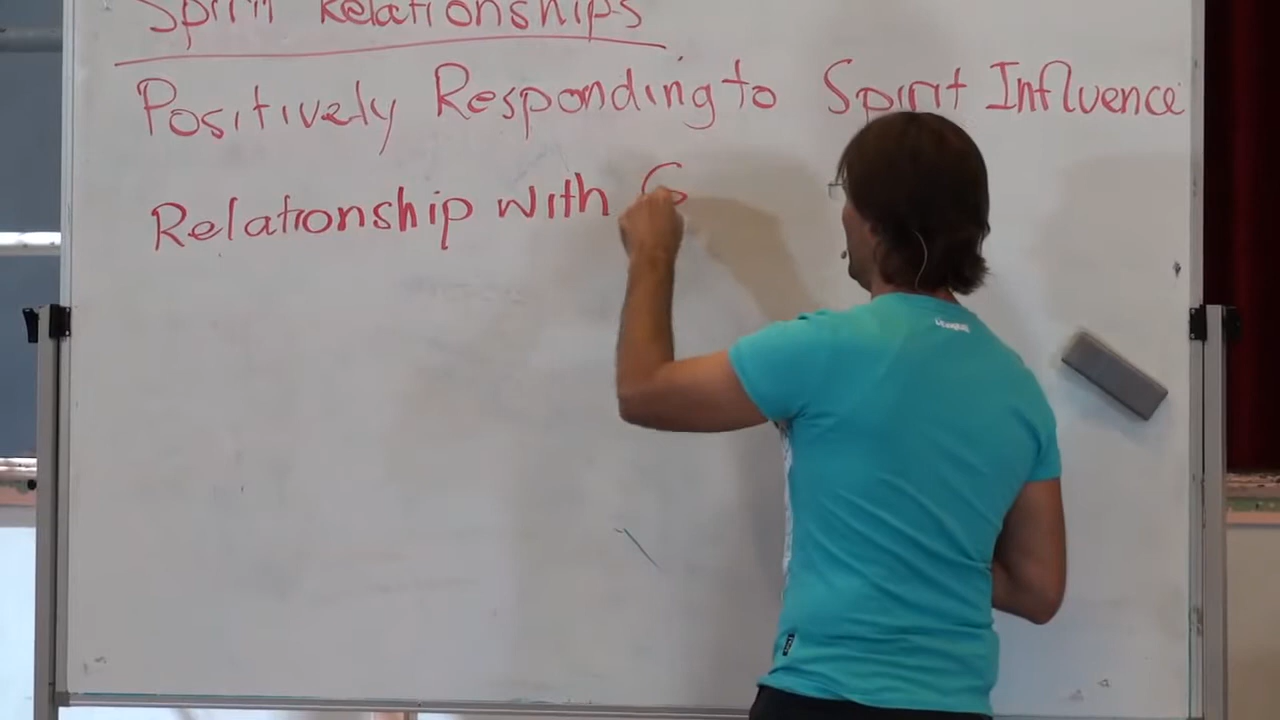 Spirit Relationships
Positively Responding to Spirit Influence
Relationship with G